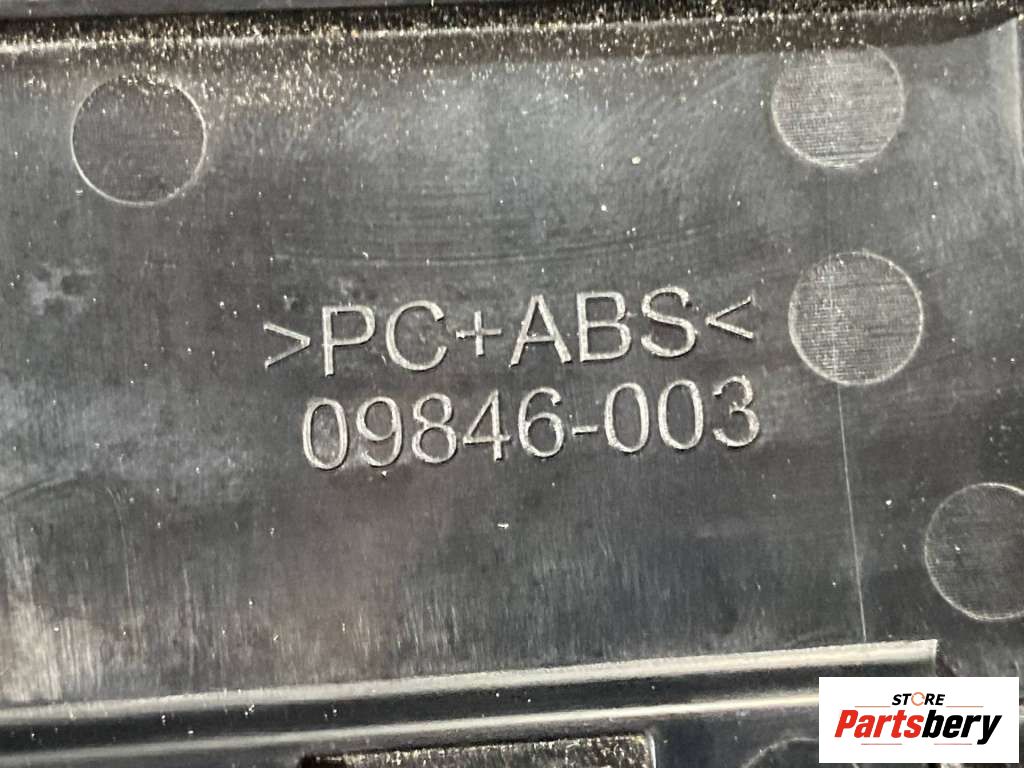 >PC+ABS<
09846-003
STORE
Partsbery